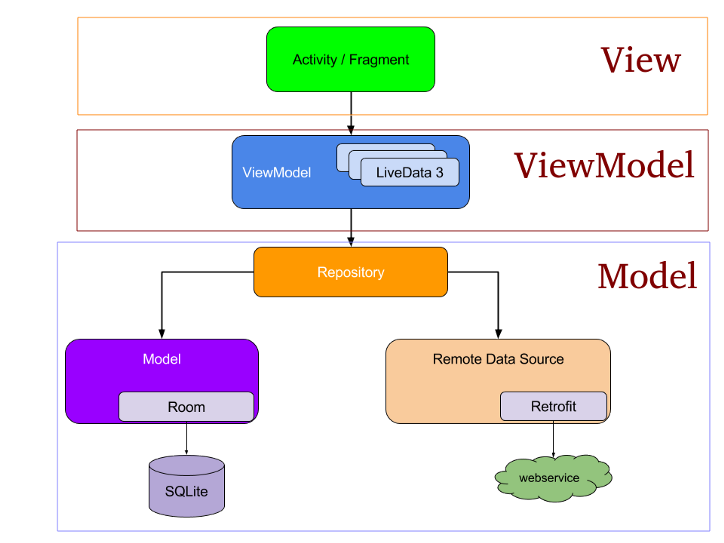 Activity / Fragment
View
ViewModel
LiveData 3
ViewModel
Repository
Model
Model
Remote Data Source
Room
Retrofit
SQLite
webservice